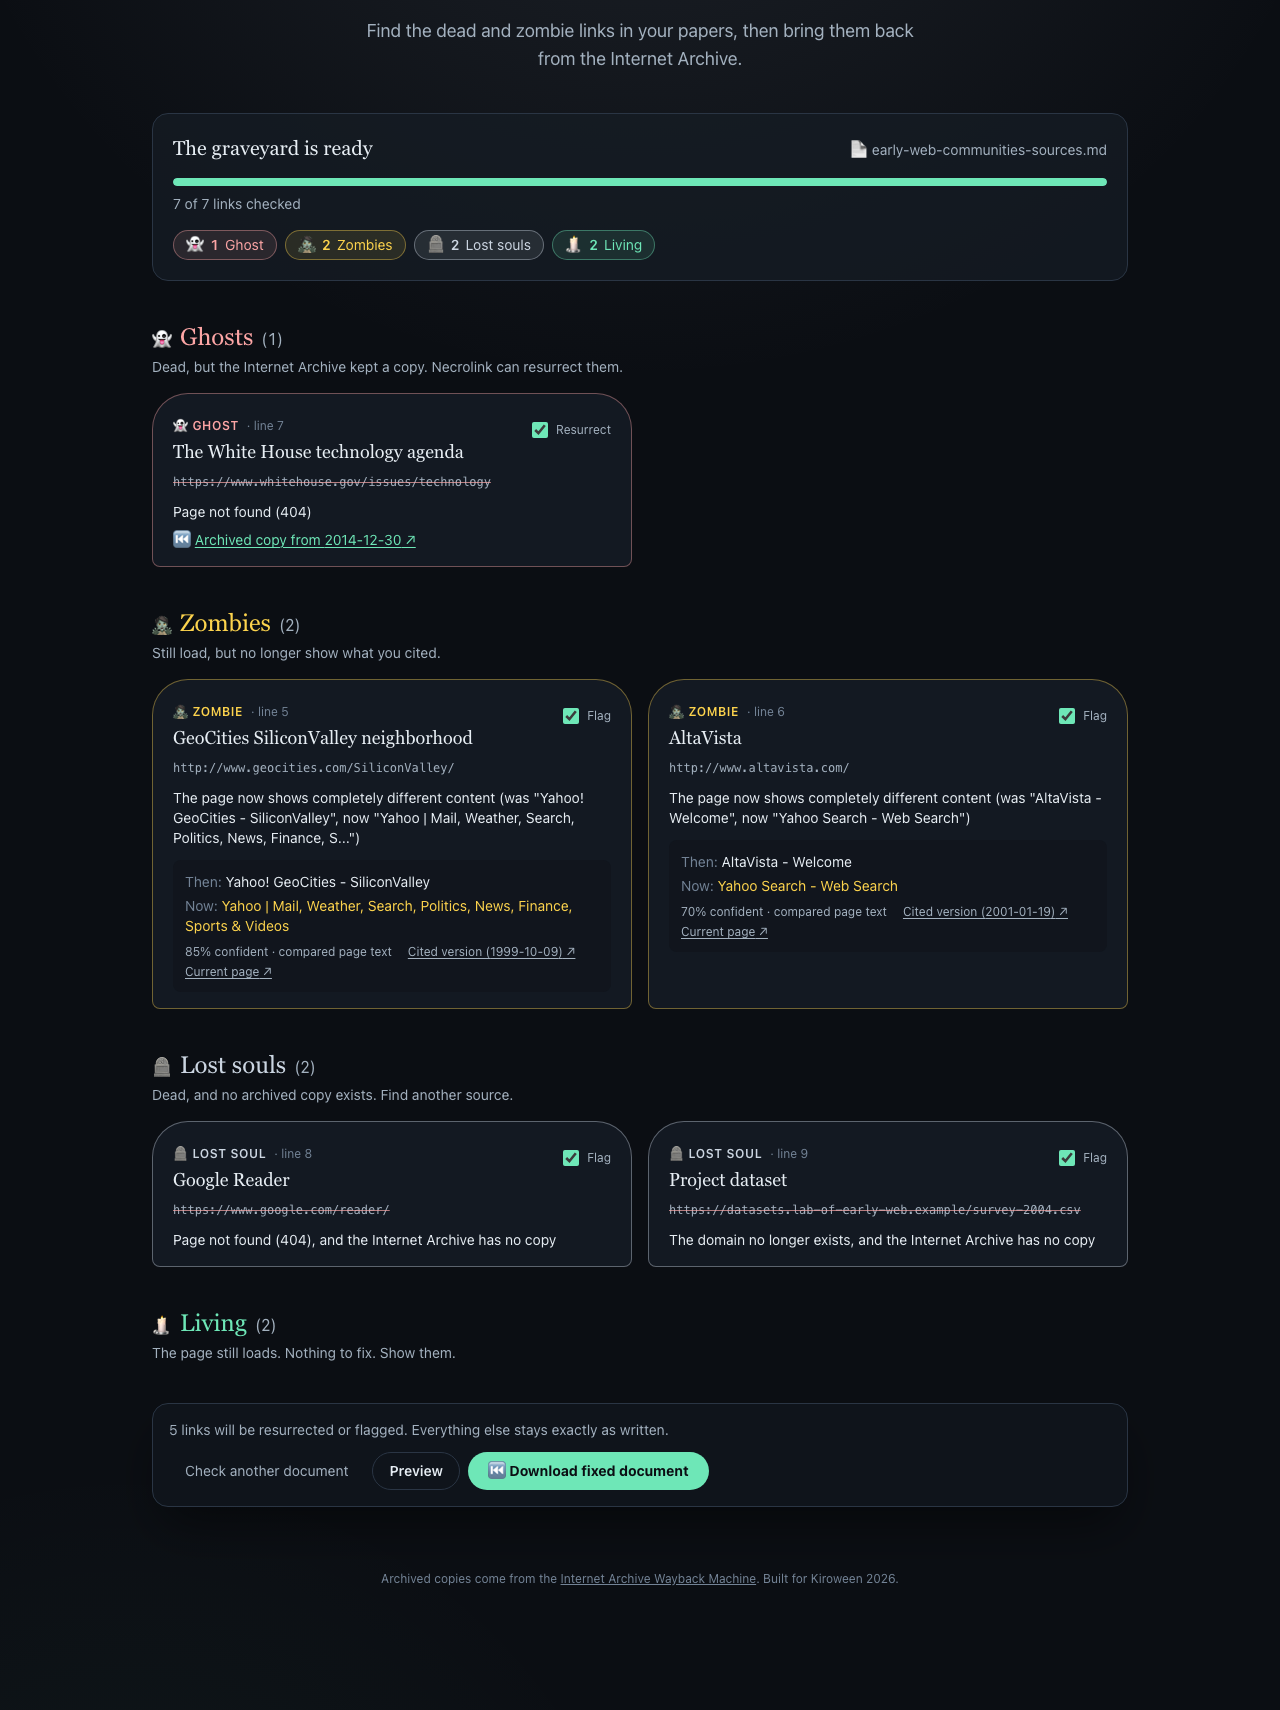 Find the dead and zombie links in your papers, then bring them back
from the Internet Archive.
The graveyard is ready
early-web-communities-sources.md
7 of 7 links checked
1 Ghost
2 Zombies
2 Lost souls
2 Living
Ghosts (1)
Dead, but the Internet Archive kept a copy. Necrolink can resurrect them.
GHOST · line 7
Resurrect
The White House technology agenda
https://www.whitehouse.gov/issues/technology
Page not found (404)
Archived copy from 2014-12-30 ↗
Zombies (2)
Still load, but no longer show what you cited.
ZOMBIE · line 5
Flag
GeoCities SiliconValley neighborhood
http://www.geocities.com/SiliconValley/
The page now shows completely different content (was "Yahoo!
GeoCities - SiliconValley", now "Yahoo | Mail, Weather, Search,
Politics, News, Finance, S...")
Then: Yahoo! GeoCities - SiliconValley
Now: Yahoo | Mail, Weather, Search, Politics, News, Finance,
Sports & Videos
85% confident · compared page text Cited version (1999-10-09) ↗
Current page ↗
ZOMBIE · line 6
Flag
AltaVista
http://www.altavista.com/
The page now shows completely different content (was "AltaVista -
Welcome", now "Yahoo Search - Web Search")
Then: AltaVista - Welcome
Now: Yahoo Search - Web Search
70% confident · compared page text Cited version (2001-01-19) ↗
Current page ↗
Lost souls (2)
Dead, and no archived copy exists. Find another source.
LOST SOUL · line 8
Flag
Google Reader
https://www.google.com/reader/
Page not found (404), and the Internet Archive has no copy
LOST SOUL · line 9
Flag
Project dataset
https://datasets.lab-of-early-web.example/survey-2004.csv
The domain no longer exists, and the Internet Archive has no copy
Living (2)
The page still loads. Nothing to fix. Show them.
5 links will be resurrected or flagged. Everything else stays exactly as written.
Check another document
Preview
Download fixed document
Archived copies come from the Internet Archive Wayback Machine. Built for Kiroween 2026.